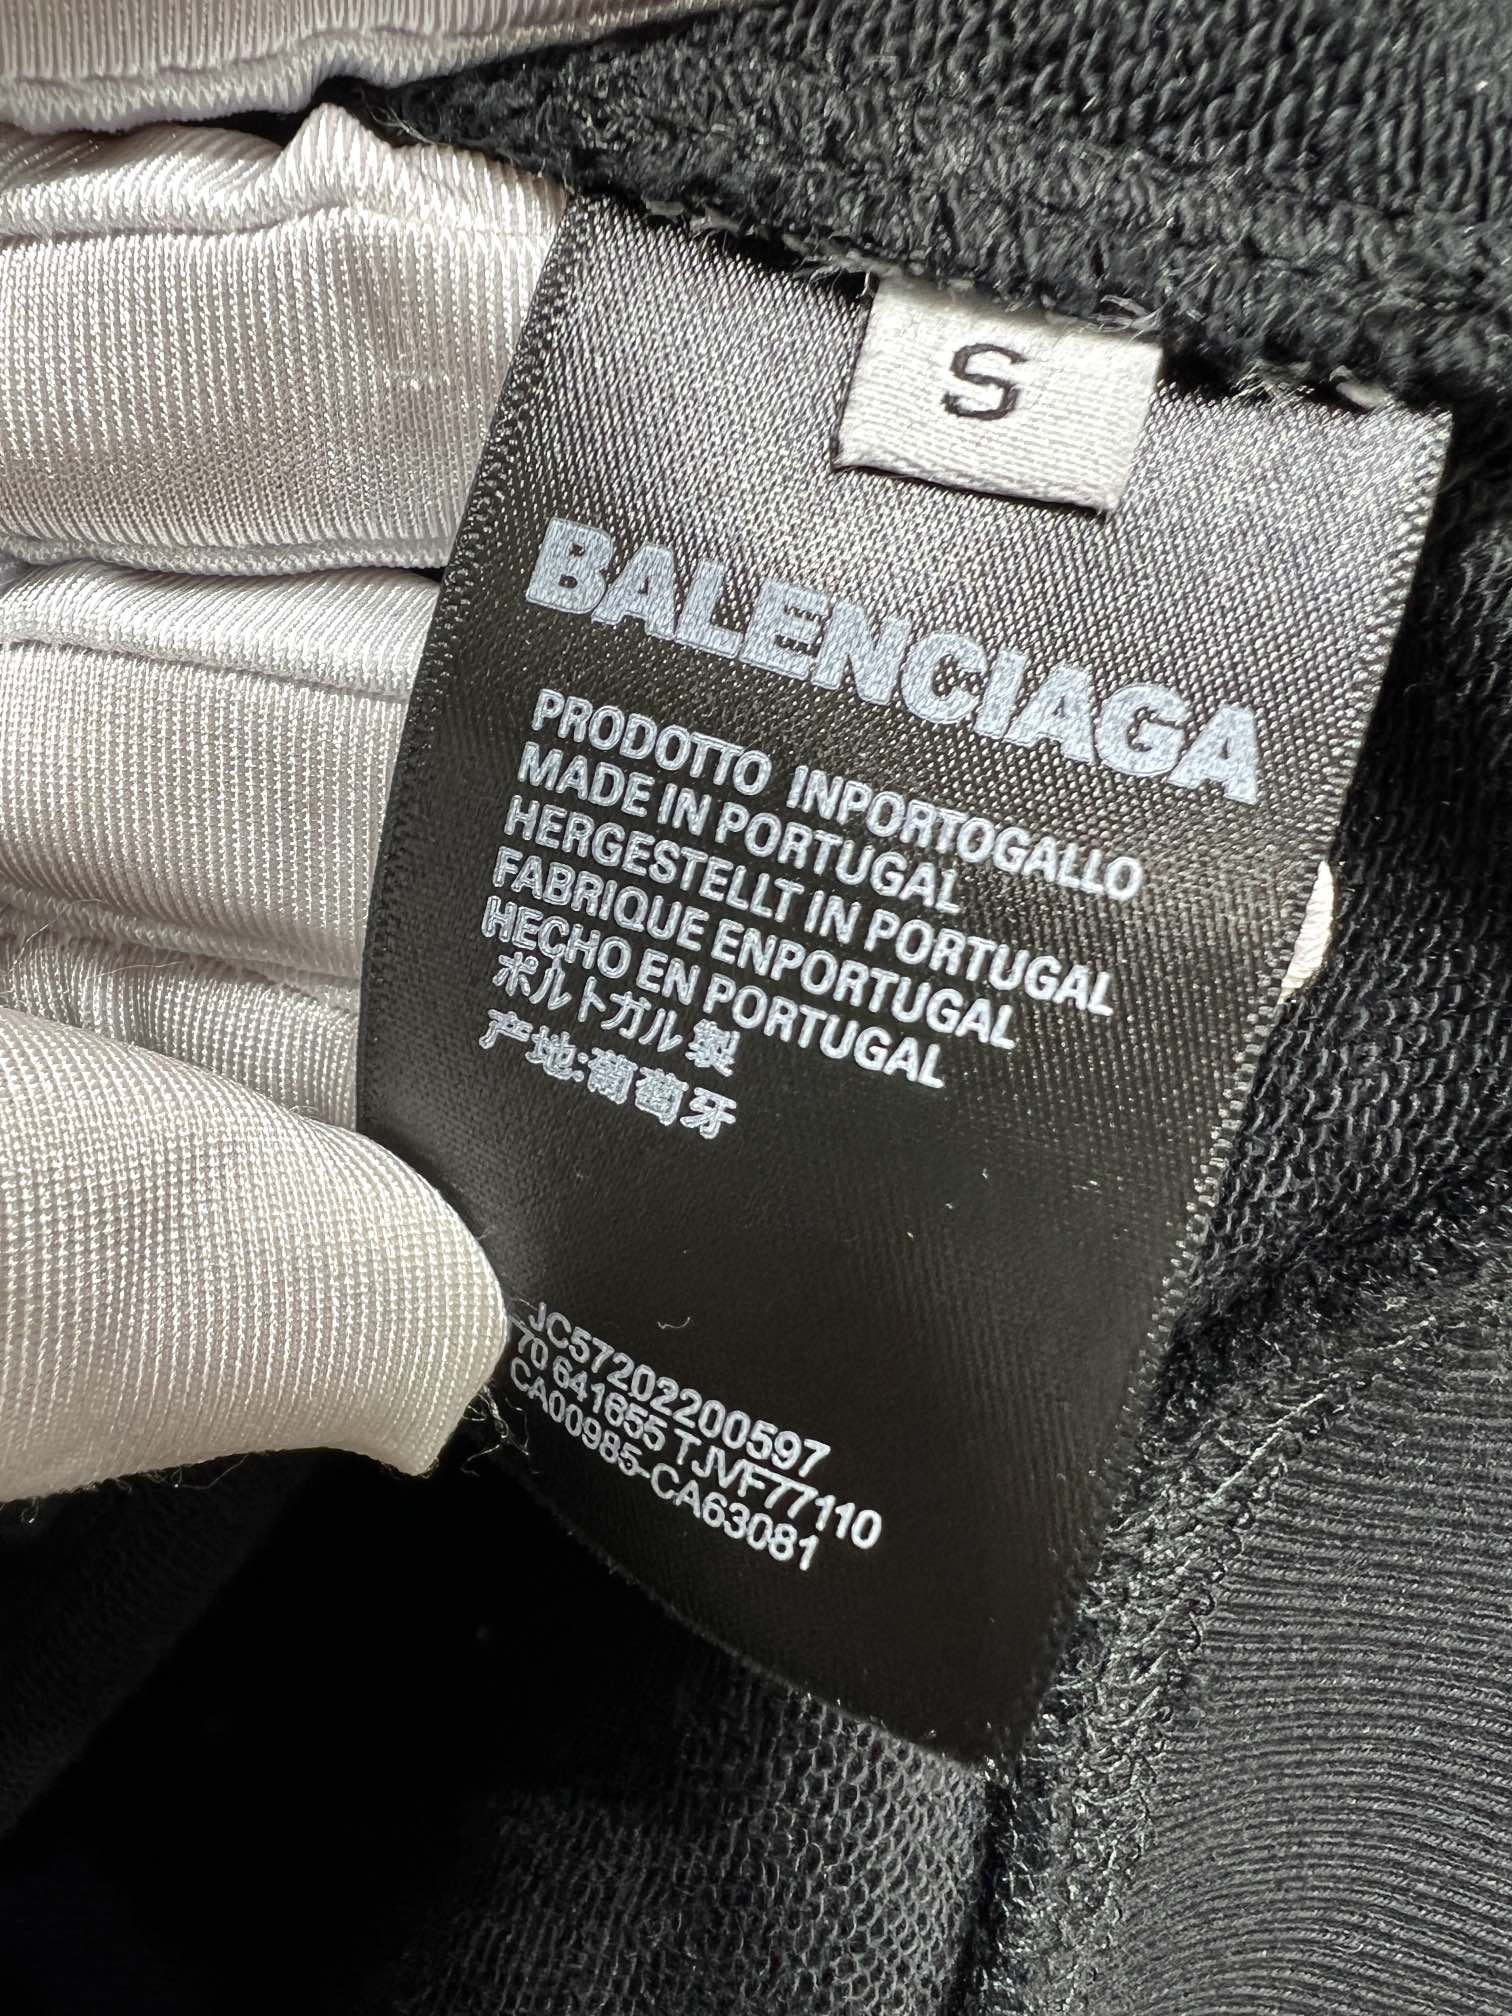 S
BALENCIAGA
PRODOTTO INPORTOGALLO
MADE IN PORTUGAL
HERGESTELLT IN PORTUGAL
FABRIQUE ENPORTUGAL
HECHO EN PORTUGAL
ポルトガル 製
产地:葡萄牙
JC57202200597
70 641655 TJVF77110
CA00985-CA63081